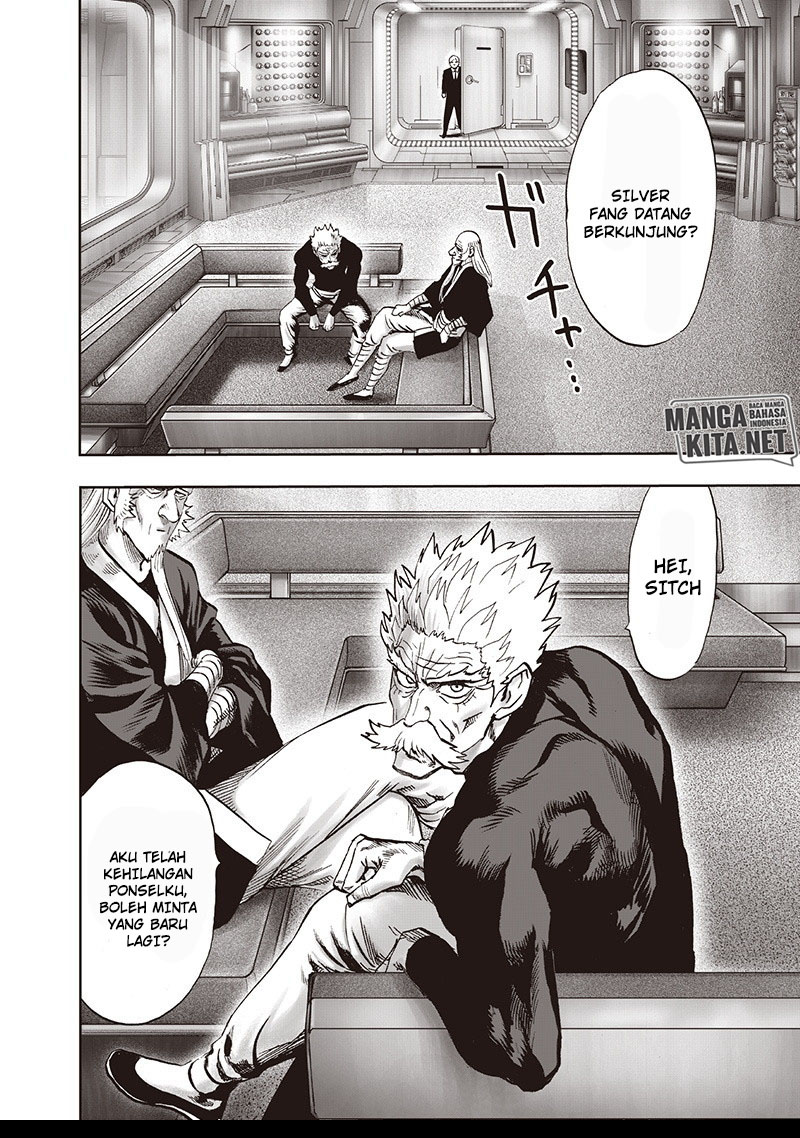 SILVER
FANG DATANG
BERKUNJUNG?
ガチャ...
MANGA
KITA.NET
BACA MANGA
BAHASA
INDONESIA
HEI,
SITCH
AKU TELAH
KEHILANGAN
PONSELKU,
BOLEH MINTA
YANG BARU
LAGI?